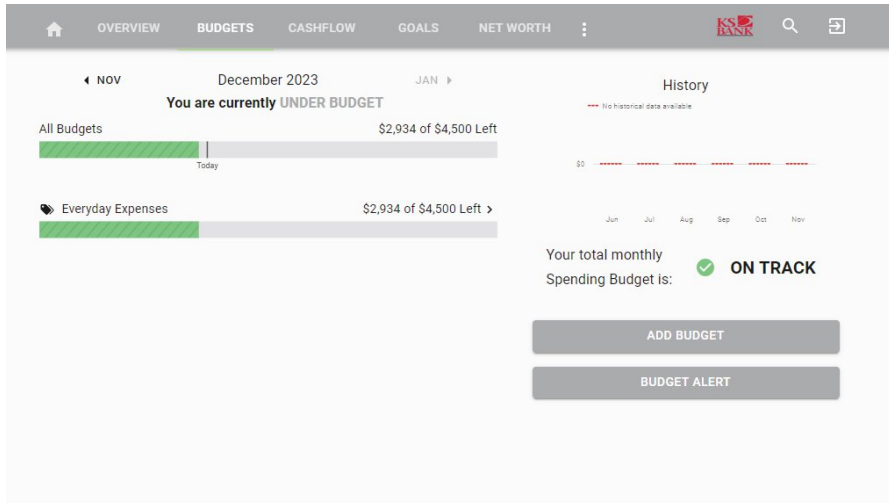 OVERVIEW BUDGETS CASHFLOW GOALS NET WORTH KS BANK
NOV December 2023 JAN
You are currently UNDER BUDGET
All Budgets $2,934 of $4,500 Left
Today
Everyday Expenses $2,934 of $4,500 Left
History
No historical data available
$0
Jun Jul Aug Sep Oct Nov
Your total monthly
Spending Budget is:
ON TRACK
ADD BUDGET
BUDGET ALERT